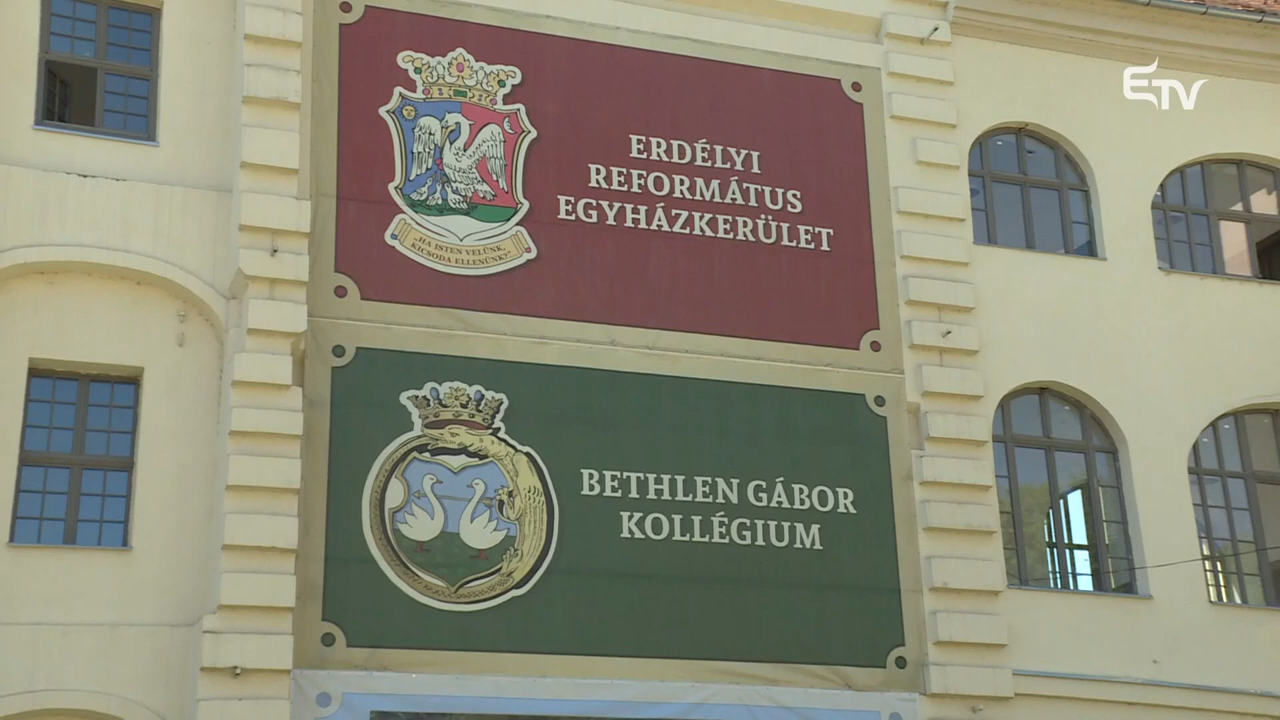 ETV
ERDÉLYI
REFORMÁTUS
EGYHÁZKERÜLET
„HA ISTEN VELÜNK,
KICSODA ELLENÜNK?”...
BETHLEN GÁBOR
KOLLÉGIUM